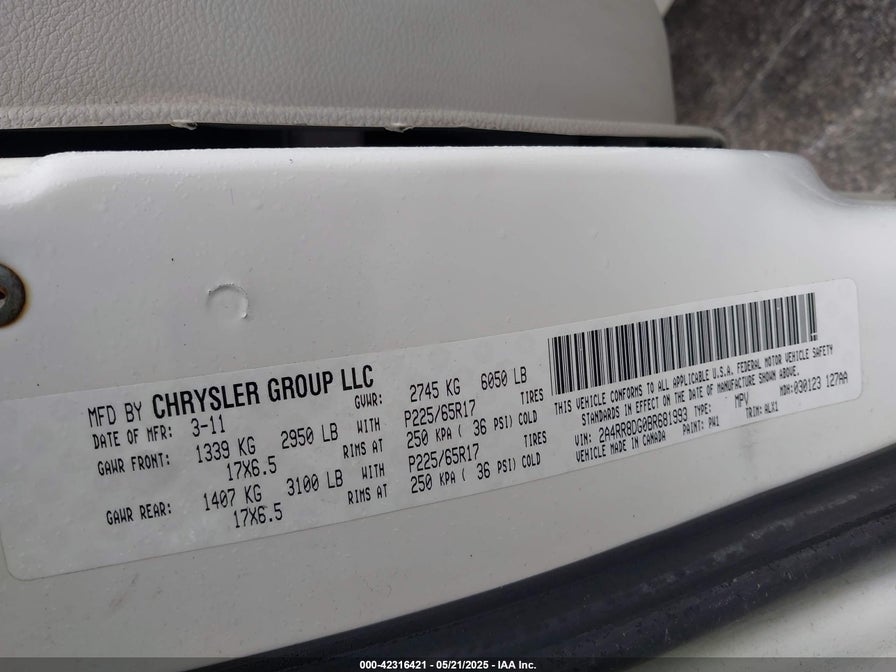 MFD BY CHRYSLER GROUP LLC
DATE OF MFR: 3-11 GVWR: 2745 KG 6050 LB
GAWR FRONT: 1339 KG 2950 LB WITH P225/65R17 TIRES
17X6.5 RIMS AT 250 KPA ( 36 PSI) COLD
GAWR REAR: 1407 KG 3100 LB WITH P225/65R17 TIRES
17X6.5 RIMS AT 250 KPA ( 36 PSI) COLD
THIS VEHICLE CONFORMS TO ALL APPLICABLE U.S.A. FEDERAL MOTOR VEHICLE SAFETY
STANDARDS IN EFFECT ON THE DATE OF MANUFACTURE SHOWN ABOVE.
VIN: 2A4RR8DG0BR681993 TYPE: MPV MDH: 030123 127AA
VEHICLE MADE IN CANADA PAINT: PW1 TRIM: ALX1
000-42316421 - 05/21/2025 - IAA Inc.